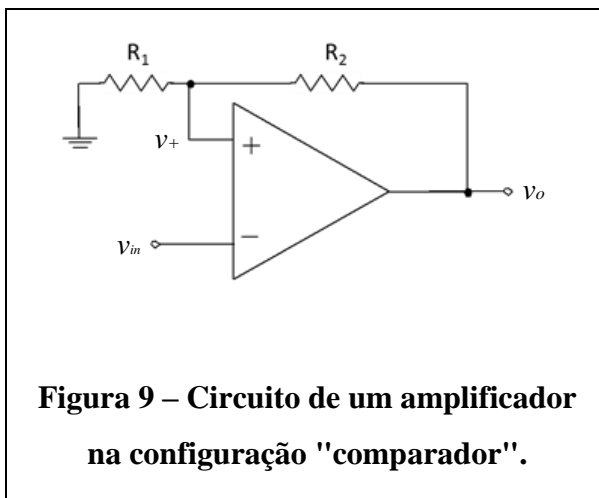 R1
R2
v+
+
vo
vin
−
Figura 9 – Circuito de um amplificador
na configuração "comparador".